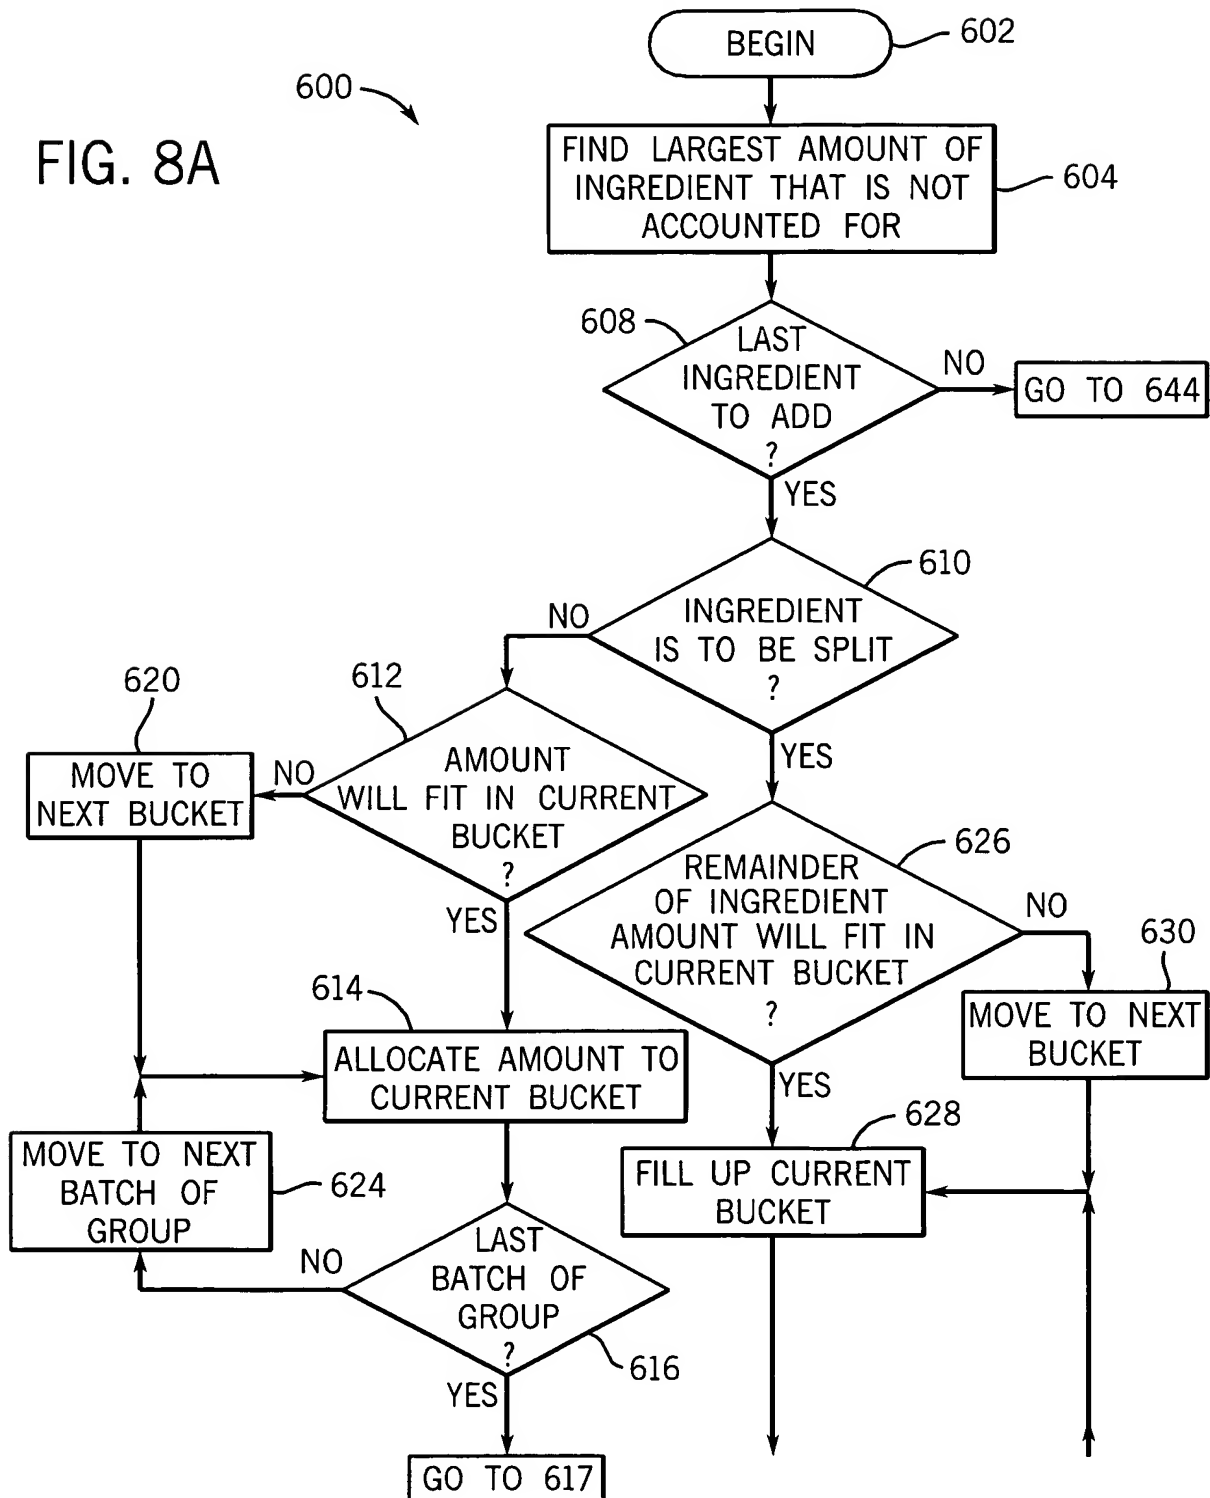 BEGIN
602
600
FIG. 8A
FIND LARGEST AMOUNT OF
INGREDIENT THAT IS NOT
ACCOUNTED FOR
604
608
LAST
INGREDIENT
TO ADD
?
NO
GO TO 644
YES
610
INGREDIENT
IS TO BE SPLIT
?
NO
YES
612
620
AMOUNT
WILL FIT IN CURRENT
BUCKET
?
NO
MOVE TO
NEXT BUCKET
YES
626
REMAINDER
OF INGREDIENT
AMOUNT WILL FIT IN
CURRENT BUCKET
?
NO
630
MOVE TO NEXT
BUCKET
YES
614
ALLOCATE AMOUNT TO
CURRENT BUCKET
628
FILL UP CURRENT
BUCKET
MOVE TO NEXT
BATCH OF
GROUP
624
NO
LAST
BATCH OF
GROUP
?
616
YES
GO TO 617